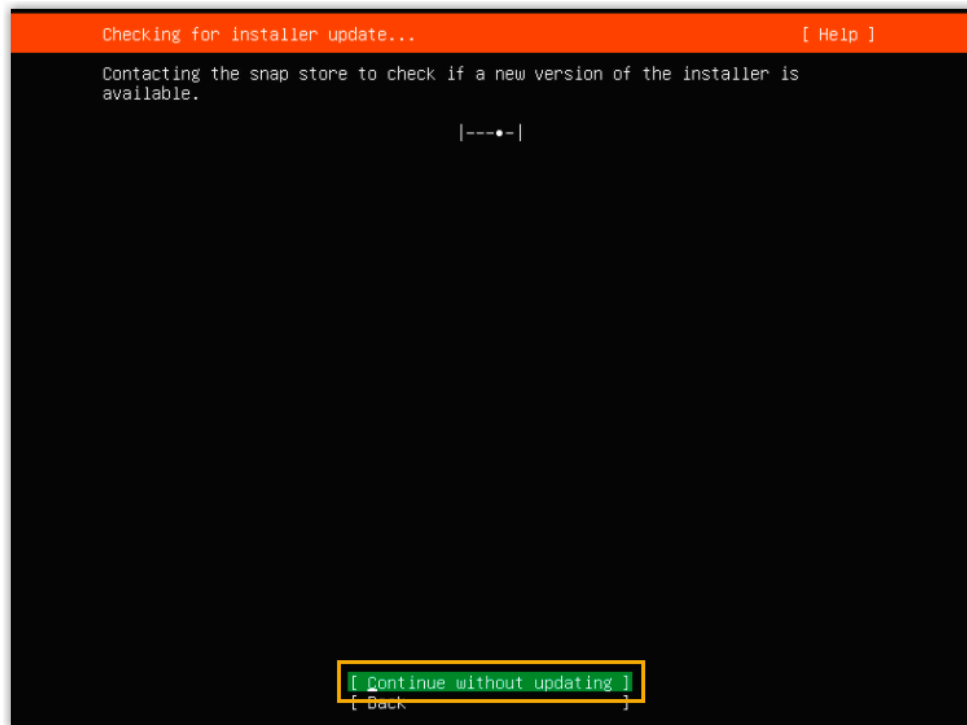 Checking for installer update... [ Help ]
Contacting the snap store to check if a new version of the installer is
available.
|---•-|
[ Continue without updating ]
[ Back ]